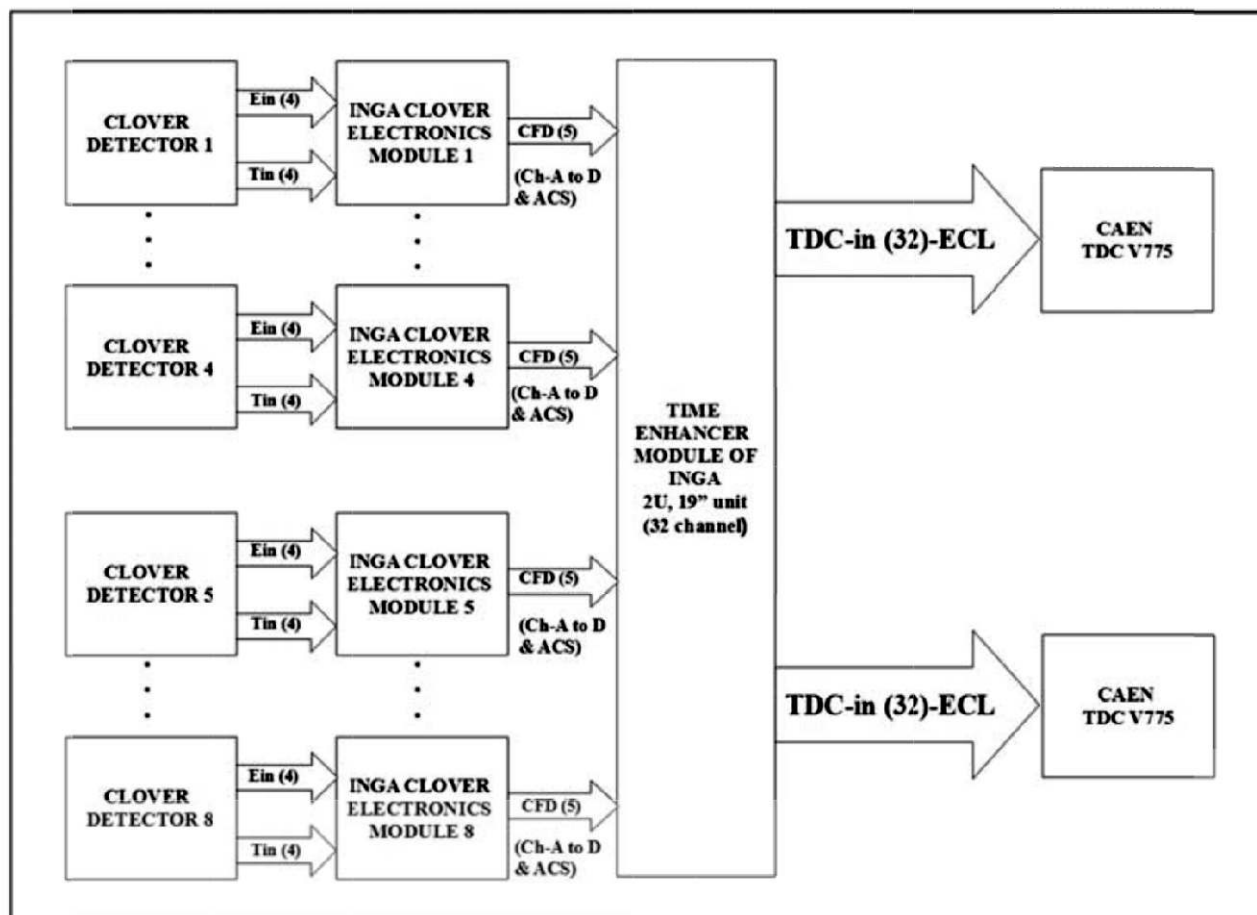 CLOVER
DETECTOR 1
Ein (4)
Tin (4)
INGA CLOVER
ELECTRONICS
MODULE 1
CFD (5)
(Ch-A to D
& ACS)
CLOVER
DETECTOR 4
Ein (4)
Tin (4)
INGA CLOVER
ELECTRONICS
MODULE 4
CFD (5)
(Ch-A to D
& ACS)
CLOVER
DETECTOR 5
Ein (4)
Tin (4)
INGA CLOVER
ELECTRONICS
MODULE 5
CFD (5)
(Ch-A to D
& ACS)
CLOVER
DETECTOR 8
Ein (4)
Tin (4)
INGA CLOVER
ELECTRONICS
MODULE 8
CFD (5)
(Ch-A to D
& ACS)
TIME
ENHANCER
MODULE OF
INGA
2U, 19” unit
(32 channel)
TDC-in (32)-ECL
CAEN
TDC V775
TDC-in (32)-ECL
CAEN
TDC V775